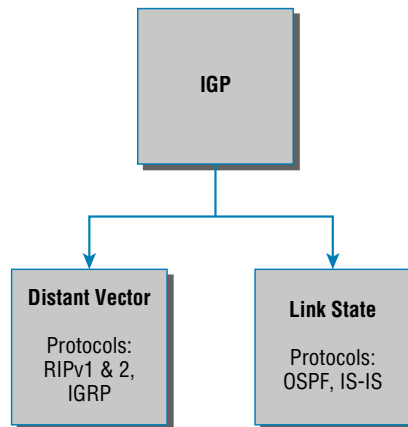 IGP
Distant Vector
Protocols:
RIPv1 & 2,
IGRP
Link State
Protocols:
OSPF, IS-IS